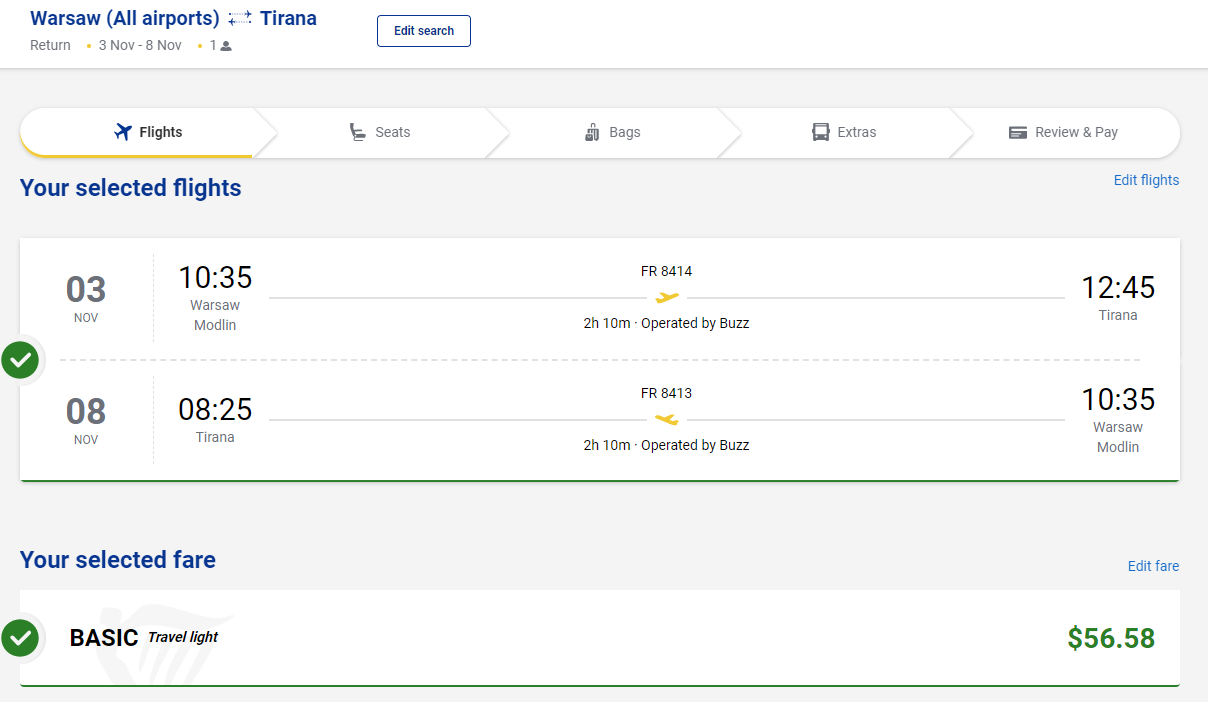 Warsaw (All airports) Tirana
Edit search
Return • 3 Nov - 8 Nov • 1
Flights
Seats
Bags
Extras
Review & Pay
Your selected flights
Edit flights
03
NOV
10:35
Warsaw
Modlin
FR 8414
2h 10m · Operated by Buzz
12:45
Tirana
08
NOV
08:25
Tirana
FR 8413
2h 10m · Operated by Buzz
10:35
Warsaw
Modlin
Your selected fare
Edit fare
BASIC Travel light
$56.58